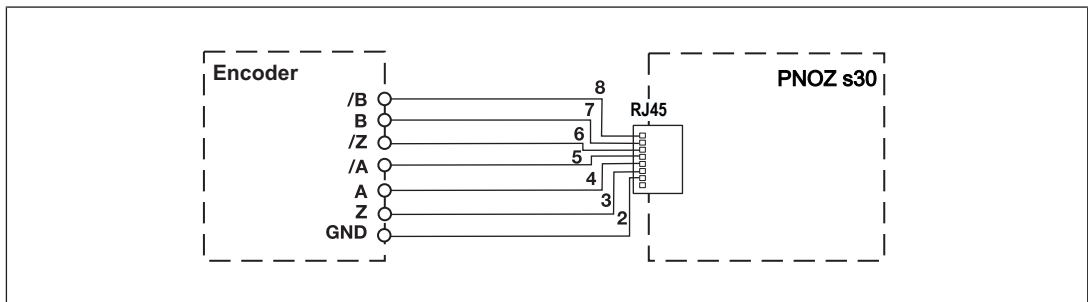 Encoder
PNOZ s30
RJ45
/B 8
B 7
/Z 6
/A 5
A 4
Z 3
GND 2